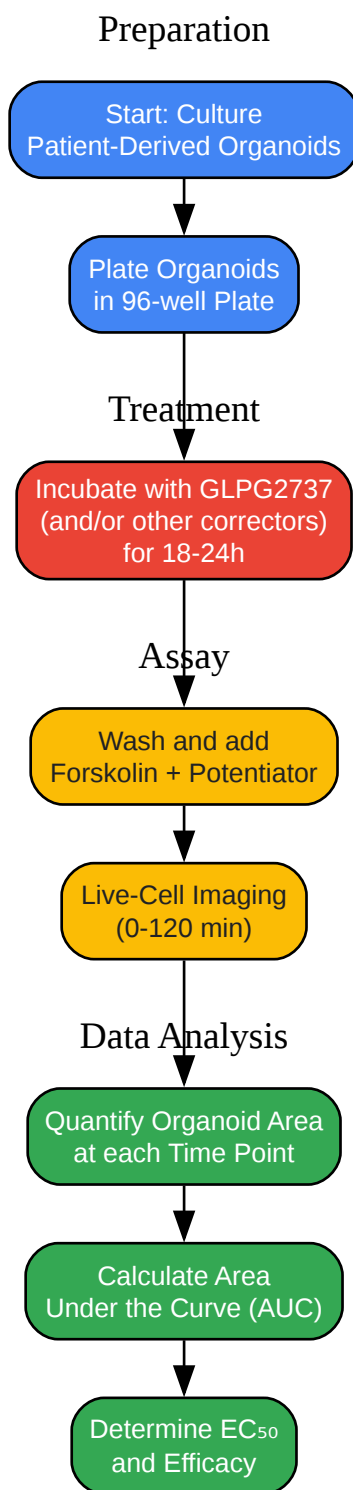 Preparation
Start: Culture
Patient-Derived Organoids
Plate Organoids
in 96-well Plate
Treatment
Incubate with GLPG2737
(and/or other correctors)
for 18-24h
Assay
Wash and add
Forskolin + Potentiator
Live-Cell Imaging
(0-120 min)
Data Analysis
Quantify Organoid Area
at each Time Point
Calculate Area
Under the Curve (AUC)
Determine EC₅₀
and Efficacy